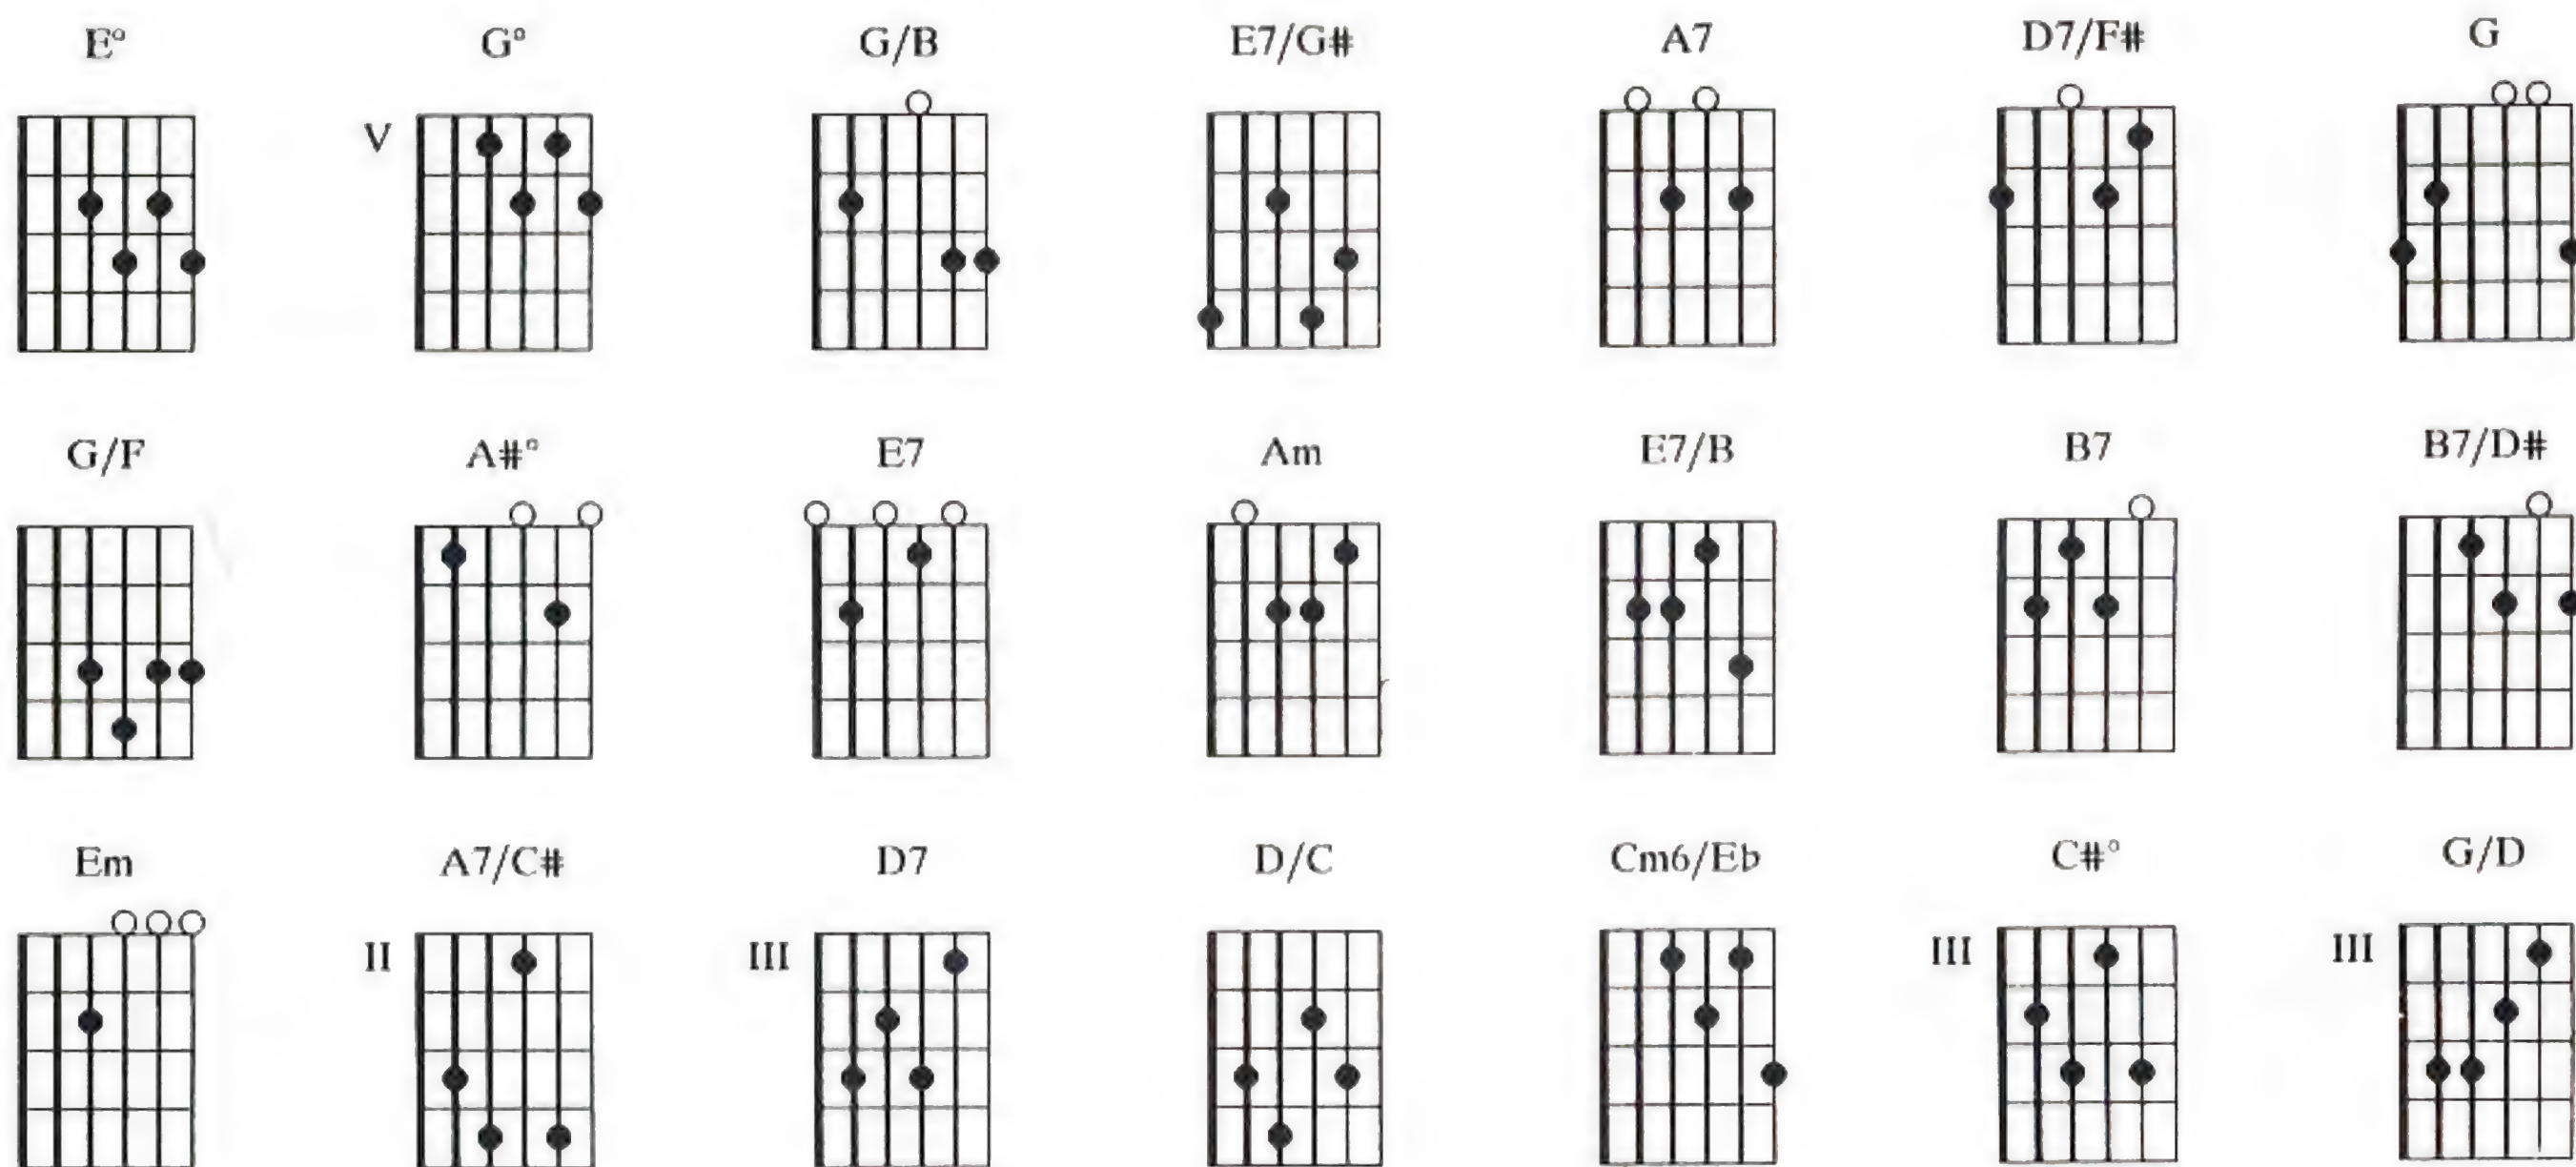 E° G° G/B E7/G# A7 D7/F# G
V
G/F A#° E7 Am E7/B B7 B7/D#
Em A7/C# D7 D/C Cm6/Eb C#° G/D
II III III III